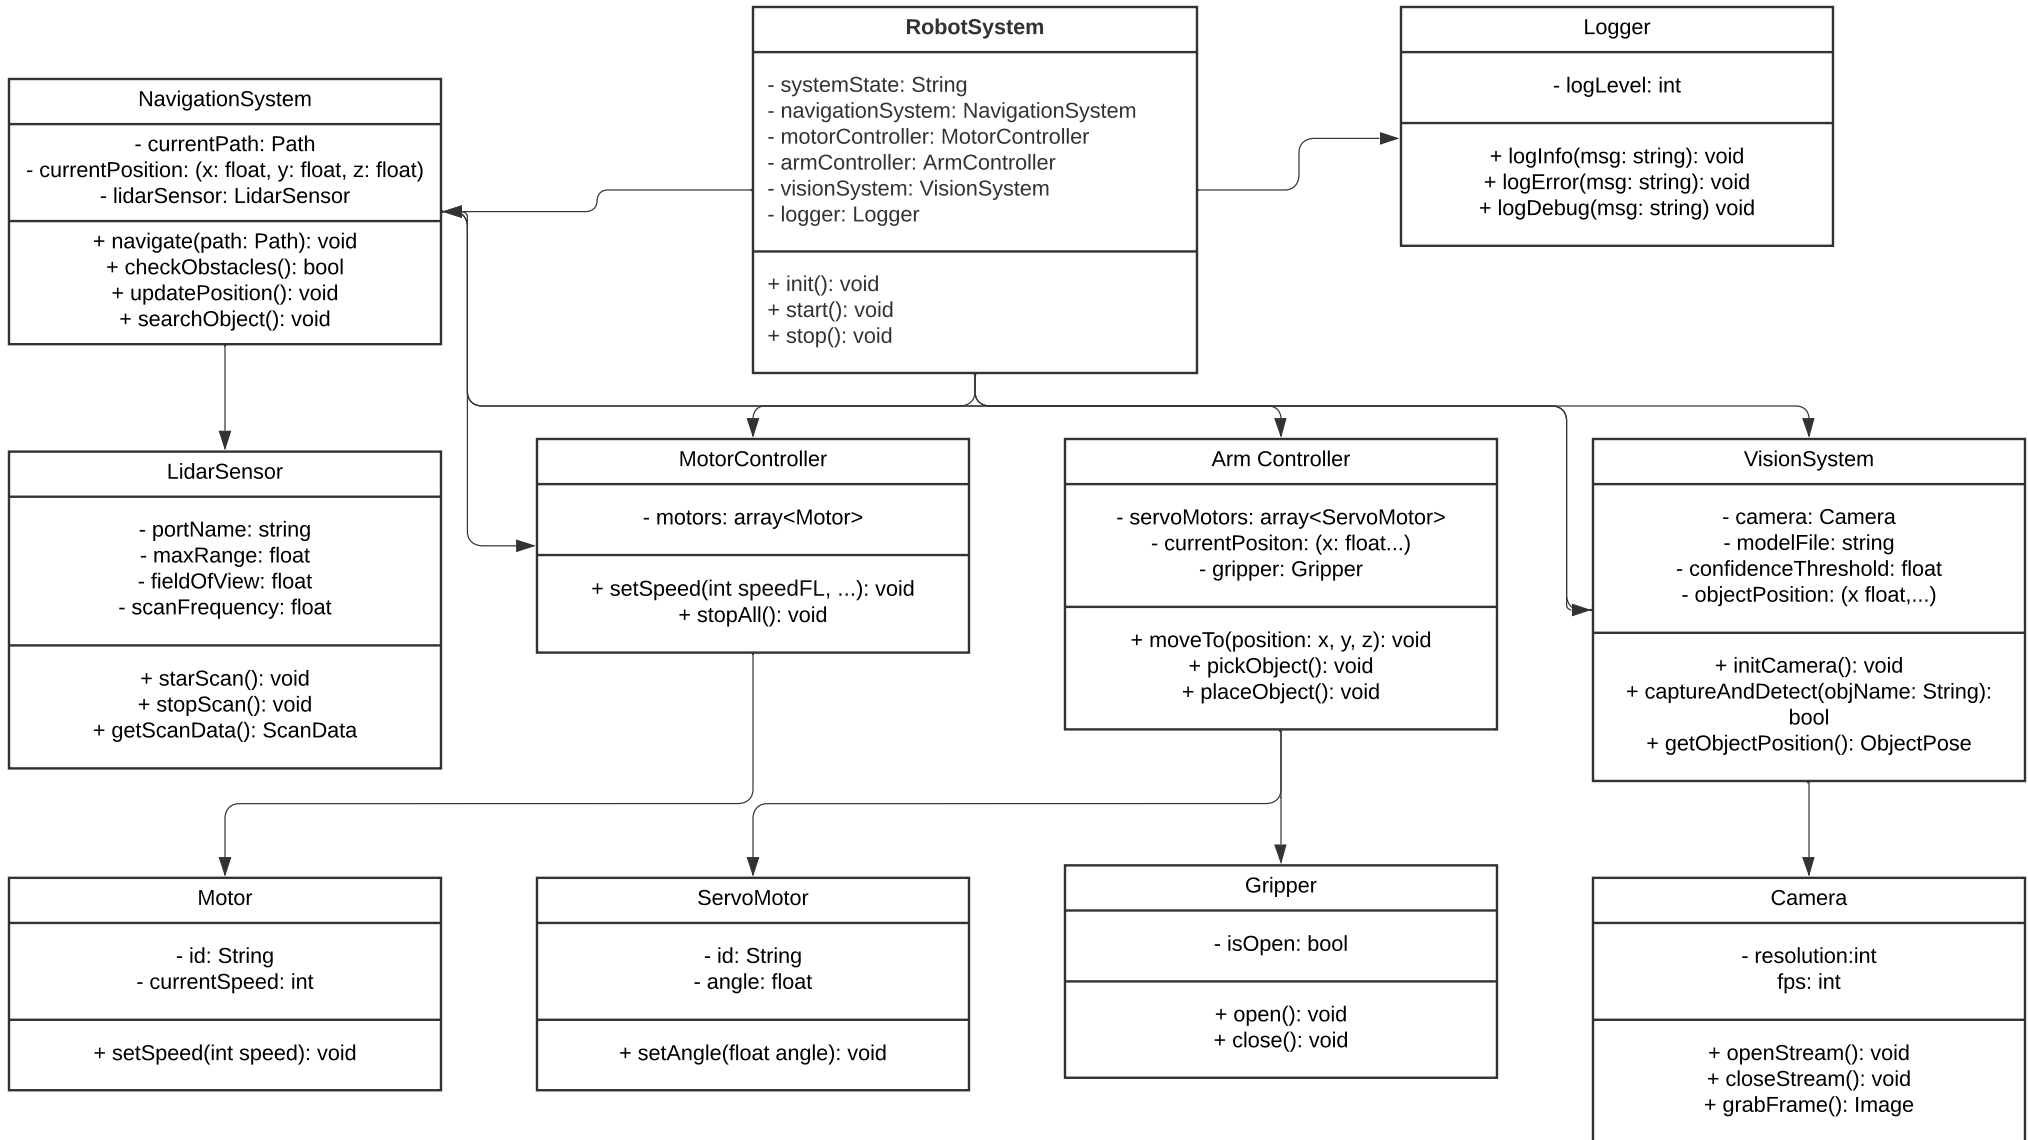 RobotSystem
- systemState: String
- navigationSystem: NavigationSystem
- motorController: MotorController
- armController: ArmController
- visionSystem: VisionSystem
- logger: Logger
+ init(): void
+ start(): void
+ stop(): void
Logger
- logLevel: int
+ logInfo(msg: string): void
+ logError(msg: string): void
+ logDebug(msg: string) void
NavigationSystem
- currentPath: Path
- currentPosition: (x: float, y: float, z: float)
- lidarSensor: LidarSensor
+ navigate(path: Path): void
+ checkObstacles(): bool
+ updatePosition(): void
+ searchObject(): void
LidarSensor
- portName: string
- maxRange: float
- fieldOfView: float
- scanFrequency: float
+ starScan(): void
+ stopScan(): void
+ getScanData(): ScanData
MotorController
- motors: array<Motor>
+ setSpeed(int speedFL, ...): void
+ stopAll(): void
Arm Controller
- servoMotors: array<ServoMotor>
- currentPositon: (x: float...)
- gripper: Gripper
+ moveTo(position: x, y, z): void
+ pickObject(): void
+ placeObject(): void
VisionSystem
- camera: Camera
- modelFile: string
- confidenceThreshold: float
- objectPosition: (x float,...)
+ initCamera(): void
+ captureAndDetect(objName: String):
bool
+ getObjectPosition(): ObjectPose
Motor
- id: String
- currentSpeed: int
+ setSpeed(int speed): void
ServoMotor
- id: String
- angle: float
+ setAngle(float angle): void
Gripper
- isOpen: bool
+ open(): void
+ close(): void
Camera
- resolution:int
fps: int
+ openStream(): void
+ closeStream(): void
+ grabFrame(): Image